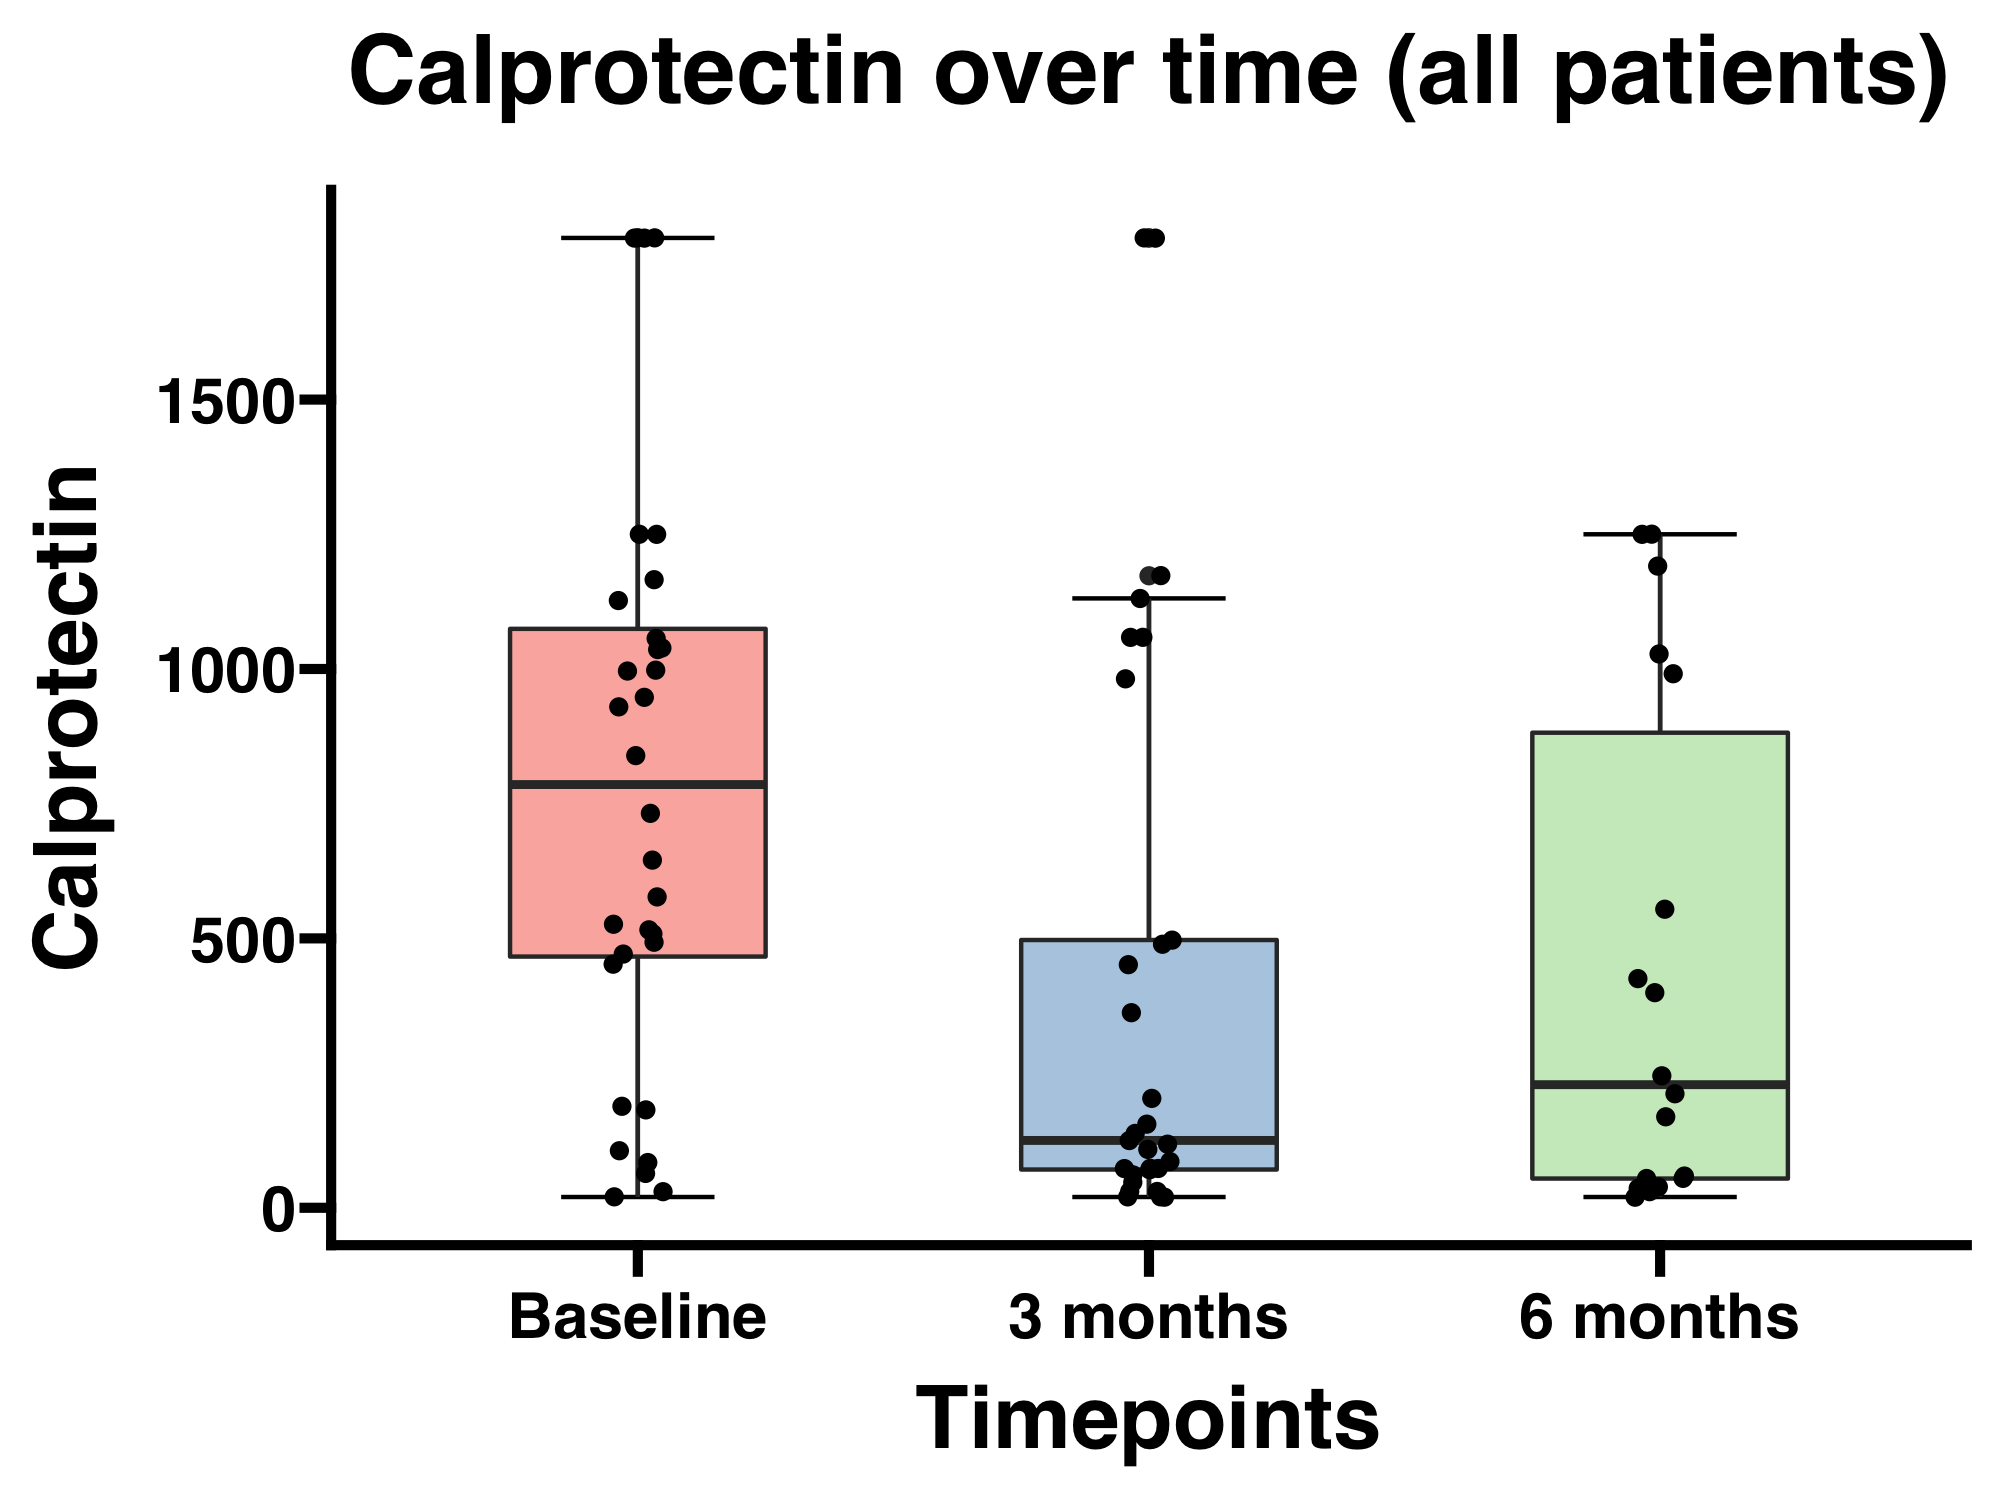 Calprotectin over time (all patients)
Calprotectin
1500
1000
500
0
Baseline
3 months
6 months
Timepoints